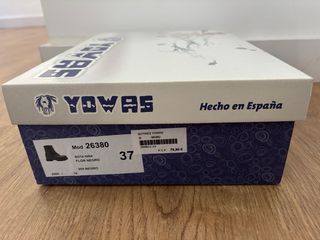 YOWAS
YOWAS
Hecho en España
Mod 26380
37
BOTA NIÑA
FLOR NEGRO